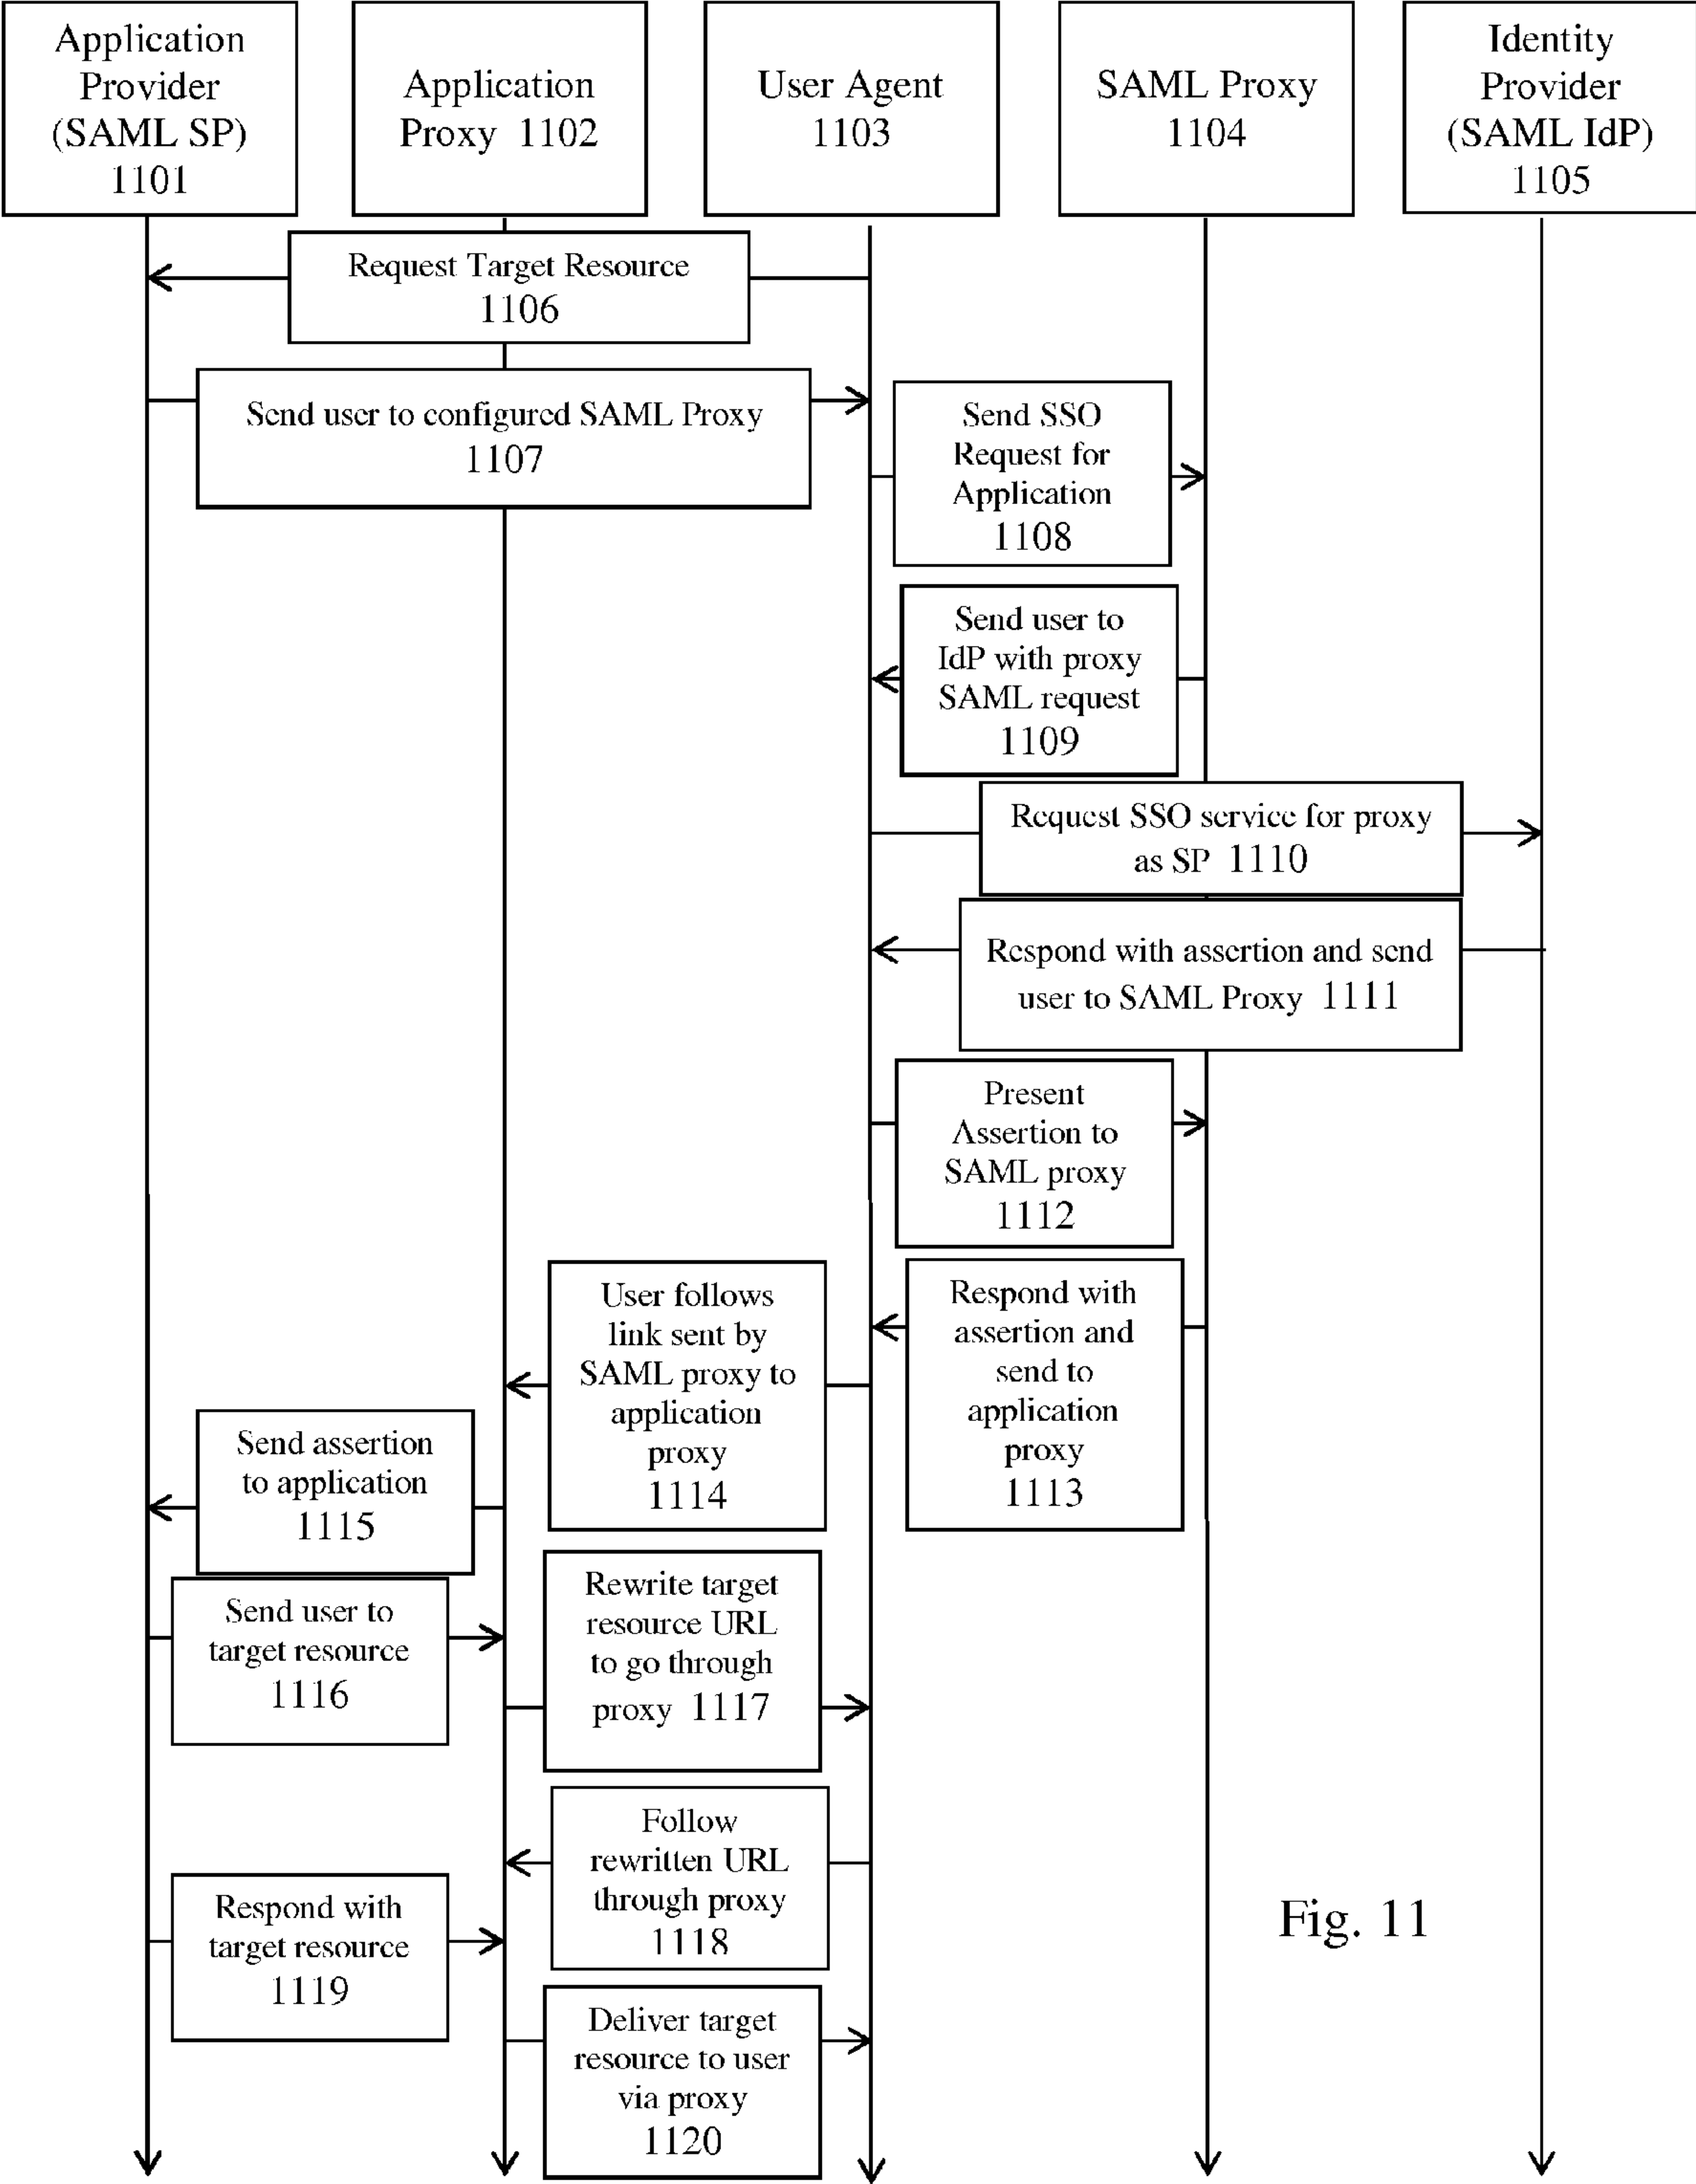 Application
Provider
(SAML SP)
1101
Application
Proxy 1102
User Agent
1103
SAML Proxy
1104
Identity
Provider
(SAML IdP)
1105
Request Target Resource
1106
Send user to configured SAML Proxy
1107
Send SSO
Request for
Application
1108
Send user to
IdP with proxy
SAML request
1109
Request SSO service for proxy
as SP 1110
Respond with assertion and send
user to SAML Proxy 1111
Present
Assertion to
SAML proxy
1112
Respond with
assertion and
send to
application
proxy
1113
User follows
link sent by
SAML proxy to
application
proxy
1114
Send assertion
to application
1115
Send user to
target resource
1116
Rewrite target
resource URL
to go through
proxy 1117
Follow
rewritten URL
through proxy
1118
Respond with
target resource
1119
Deliver target
resource to user
via proxy
1120
Fig. 11